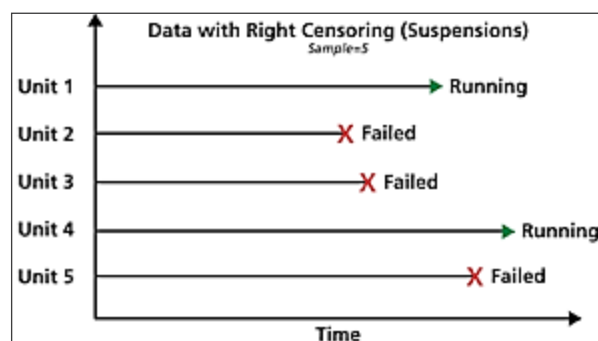 Data with Right Censoring (Suspensions)
Sample=5
Unit 1 Running
Unit 2 Failed
Unit 3 Failed
Unit 4 Running
Unit 5 Failed
Time